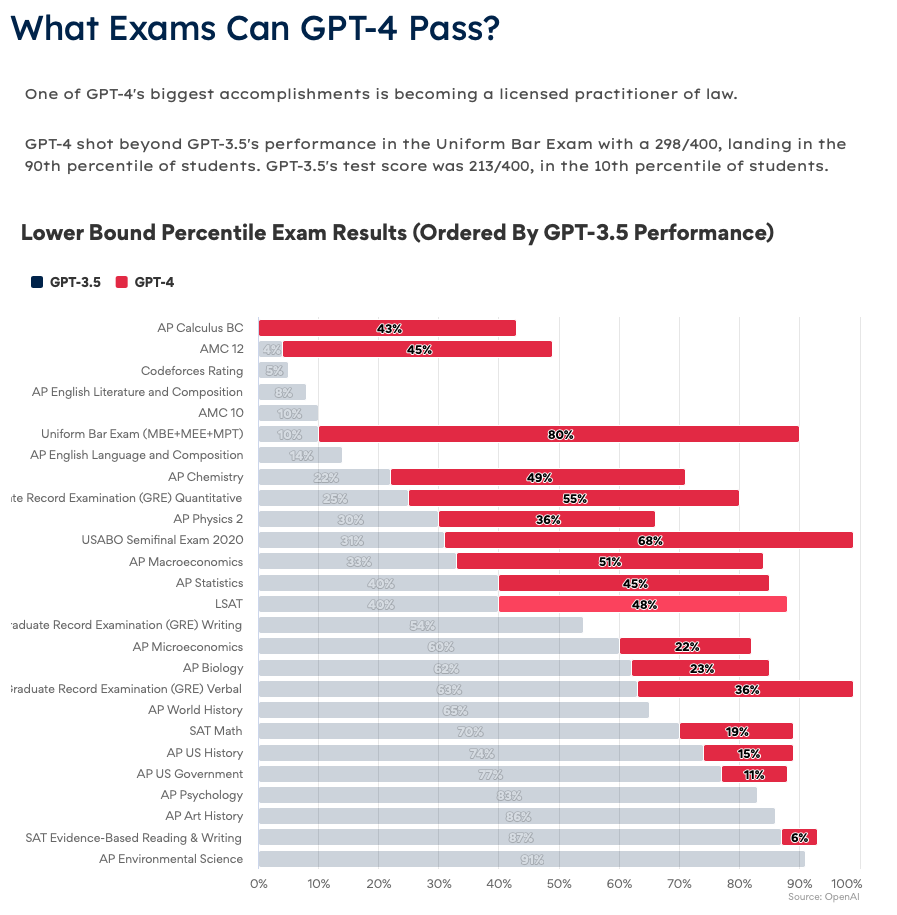 What Exams Can GPT-4 Pass?
One of GPT-4's biggest accomplishments is becoming a licensed practitioner of law.
GPT-4 shot beyond GPT-3.5's performance in the Uniform Bar Exam with a 298/400, landing in the
90th percentile of students. GPT-3.5's test score was 213/400, in the 10th percentile of students.
Lower Bound Percentile Exam Results (Ordered By GPT-3.5 Performance)
GPT-3.5 GPT-4
AP Calculus BC 43%
AMC 12 4% 45%
Codeforces Rating 5%
AP English Literature and Composition 8%
AMC 10 10%
Uniform Bar Exam (MBE+MEE+MPT) 10% 80%
AP English Language and Composition 14%
AP Chemistry 22% 49%
te Record Examination (GRE) Quantitative 25% 55%
AP Physics 2 30% 36%
USABO Semifinal Exam 2020 31% 68%
AP Macroeconomics 33% 51%
AP Statistics 40% 45%
LSAT 40% 48%
raduate Record Examination (GRE) Writing 54%
AP Microeconomics 60% 22%
AP Biology 62% 23%
Graduate Record Examination (GRE) Verbal 63% 36%
AP World History 65%
SAT Math 70% 19%
AP US History 74% 15%
AP US Government 77% 11%
AP Psychology 83%
AP Art History 86%
SAT Evidence-Based Reading & Writing 87% 6%
AP Environmental Science 91%
0% 10% 20% 30% 40% 50% 60% 70% 80% 90% 100%
Source: OpenAI